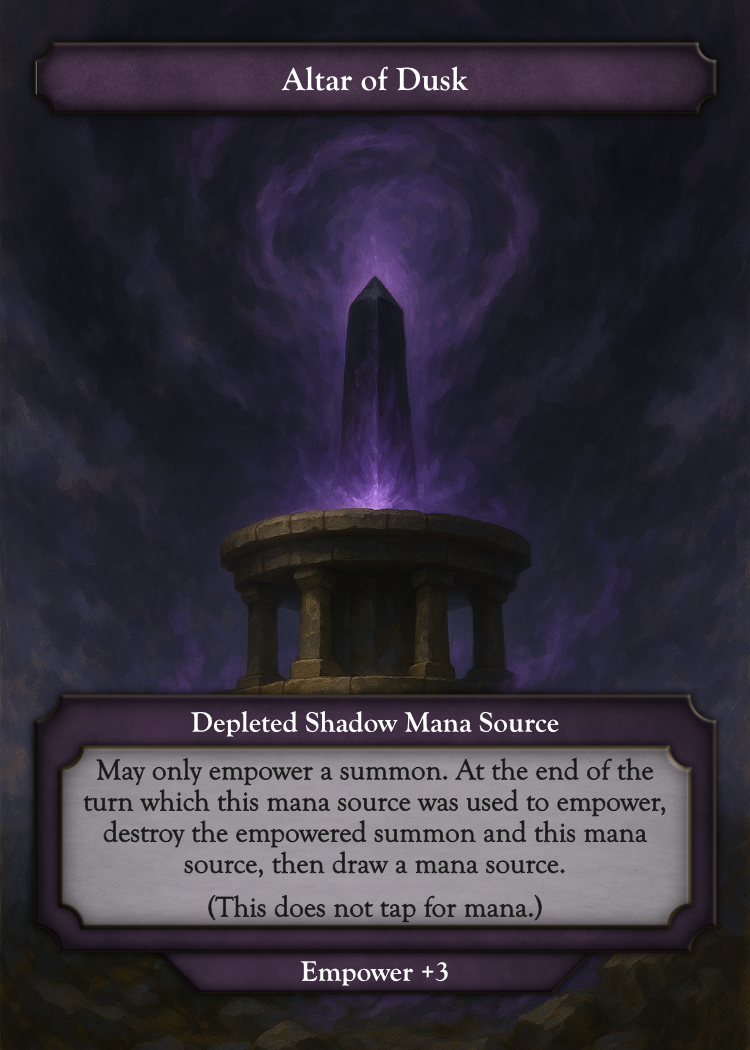 Altar of Dusk
Depleted Shadow Mana Source
May only empower a summon. At the end of the
turn which this mana source was used to empower,
destroy the empowered summon and this mana
source, then draw a mana source.
(This does not tap for mana.)
Empower +3